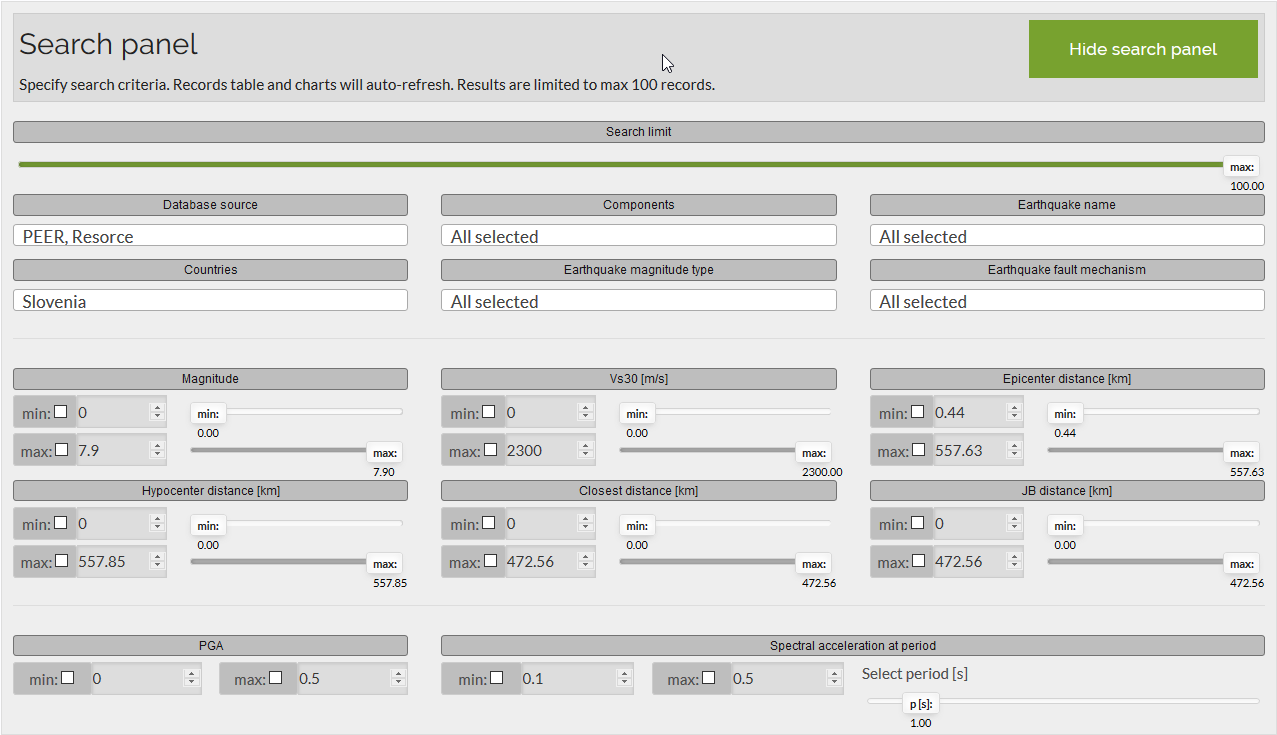 Search panel
Hide search panel
Specify search criteria. Records table and charts will auto-refresh. Results are limited to max 100 records.
Search limit
max:
100.00
Database source
Components
Earthquake name
PEER, Resorce
All selected
All selected
Countries
Earthquake magnitude type
Earthquake fault mechanism
Slovenia
All selected
All selected
Magnitude
Vs30 [m/s]
Epicenter distance [km]
min: 0 min:
0.00
max: 7.9 max:
7.90
min: 0 min:
0.00
max: 2300 max:
2300.00
min: 0.44 min:
0.44
max: 557.63 max:
557.63
Hypocenter distance [km]
Closest distance [km]
JB distance [km]
min: 0 min:
0.00
max: 557.85 max:
557.85
min: 0 min:
0.00
max: 472.56 max:
472.56
min: 0 min:
0.00
max: 472.56 max:
472.56
PGA
Spectral acceleration at period
min: 0 max: 0.5
min: 0.1 max: 0.5
Select period [s]
p [s]:
1.00